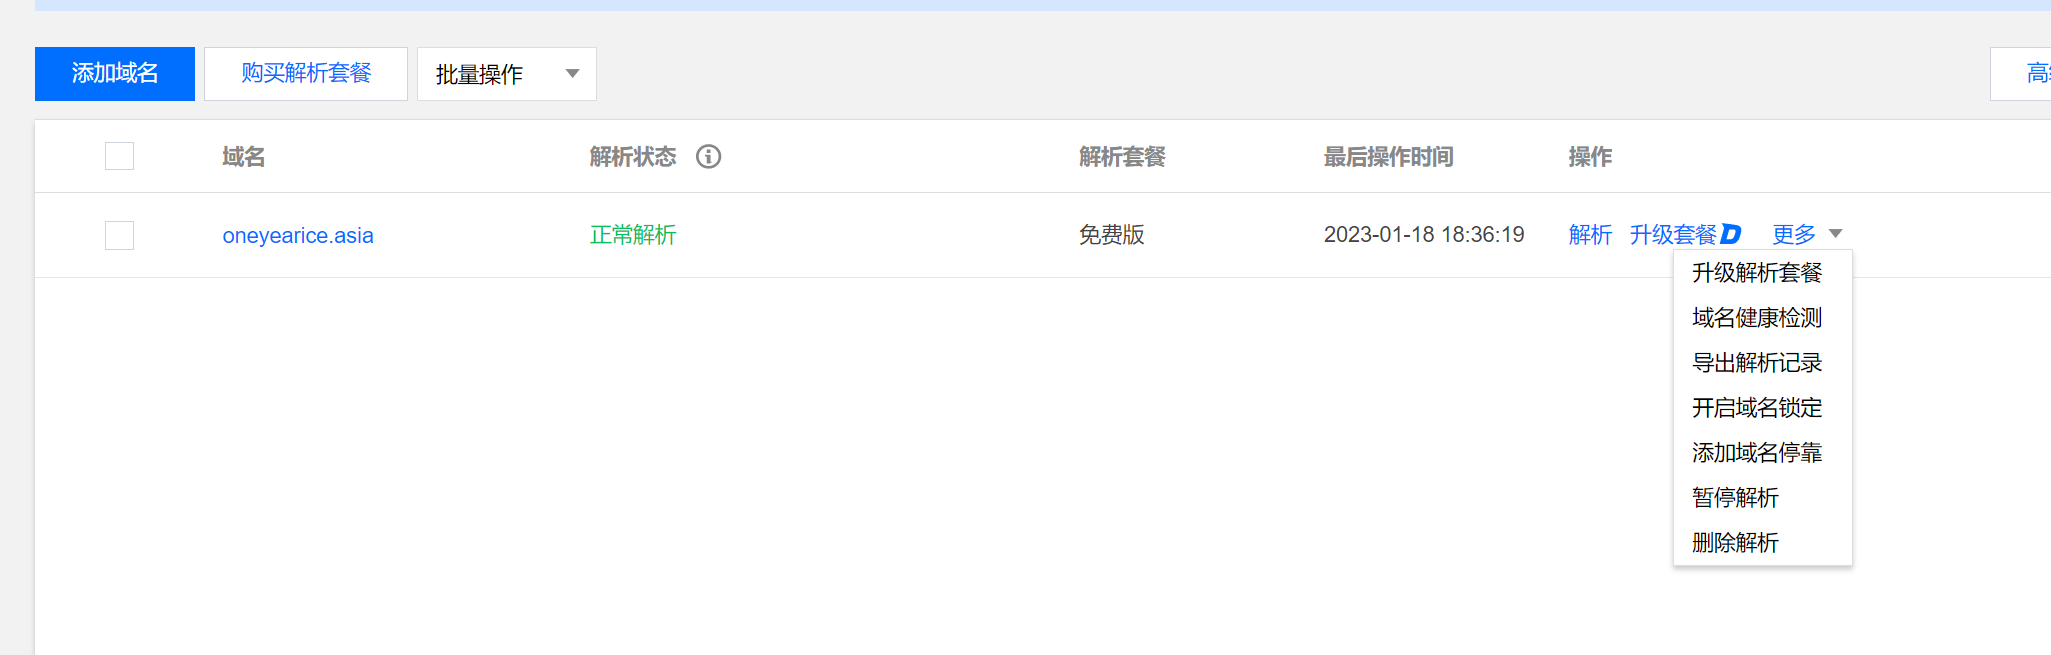 添加域名 购买解析套餐 批量操作
域名 解析状态 解析套餐 最后操作时间 操作
oneyearice.asia 正常解析 免费版 2023-01-18 18:36:19 解析 升级套餐 更多
升级解析套餐
域名健康检测
导出解析记录
开启域名锁定
添加域名停靠
暂停解析
删除解析